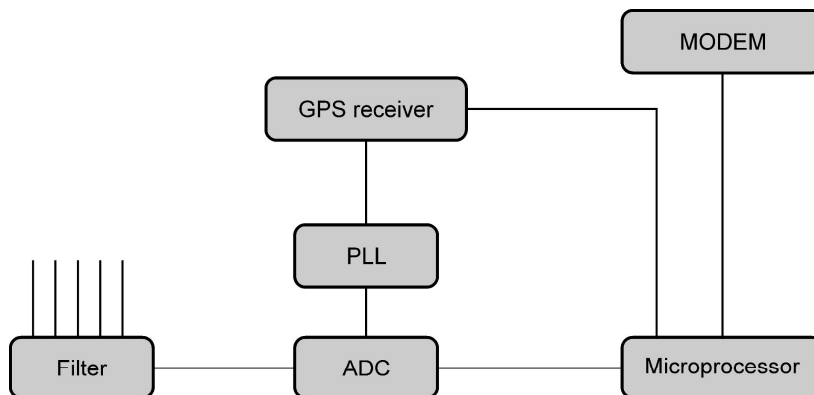 MODEM
GPS receiver
PLL
Filter
ADC
Microprocessor